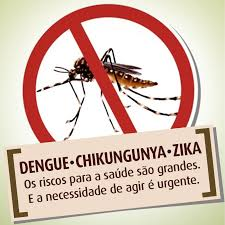 DENGUE • CHIKUNGUNYA • ZIKA
Os riscos para a saúde são grandes.
E a necessidade de agir é urgente.